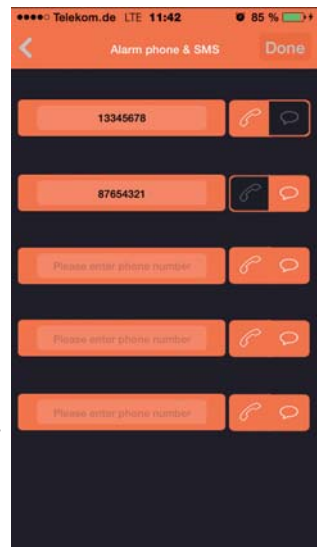 Telekom.de LTE 11:42 85 %
Alarm phone & SMS Done
13345678
87654321
Please enter phone number
Please enter phone number
Please enter phone number